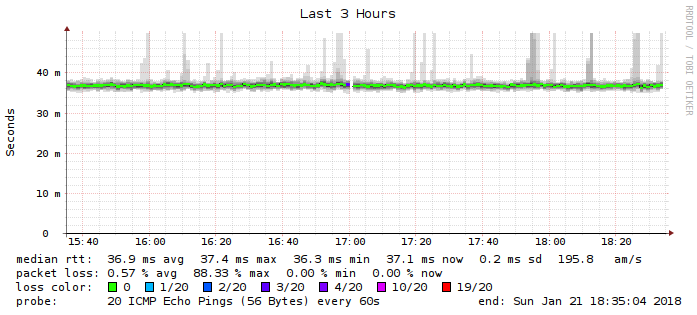 Last 3 Hours
RRDTOOL / TOBI OETIKER
Seconds
40 m
30 m
20 m
10 m
0
15:40 16:00 16:20 16:40 17:00 17:20 17:40 18:00 18:20
median rtt: 36.9 ms avg 37.4 ms max 36.3 ms min 37.1 ms now 0.2 ms sd 195.8 am/s
packet loss: 0.57 % avg 88.33 % max 0.00 % min 0.00 % now
loss color: 0 1/20 2/20 3/20 4/20 10/20 19/20
probe: 20 ICMP Echo Pings (56 Bytes) every 60s end: Sun Jan 21 18:35:04 2018